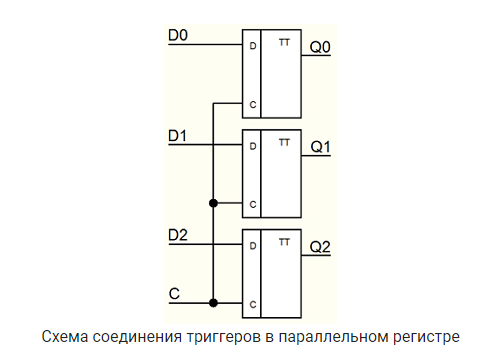 D0
D TT Q0
C
D1
D TT Q1
C
D2
D TT Q2
C
C
Схема соединения триггеров в параллельном регистре